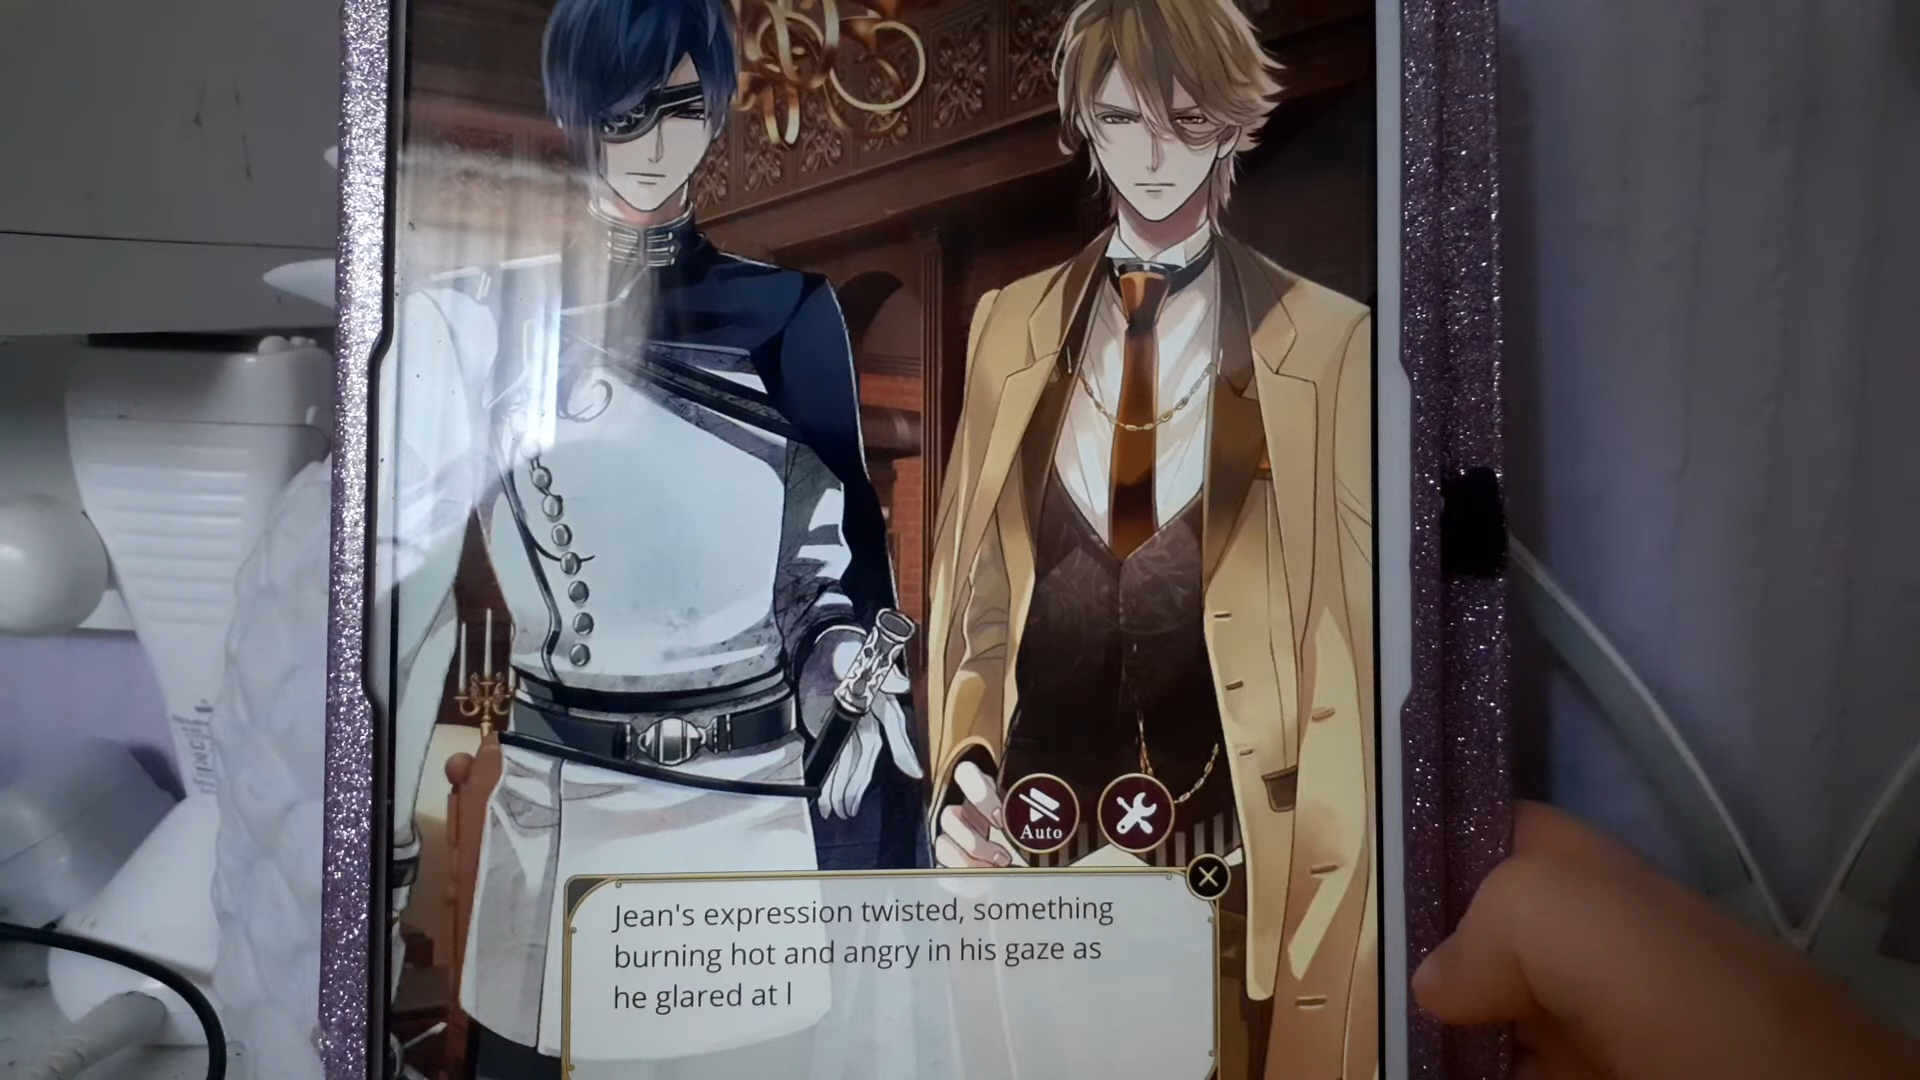 Auto
Jean's expression twisted, something
burning hot and angry in his gaze as
he glared at l